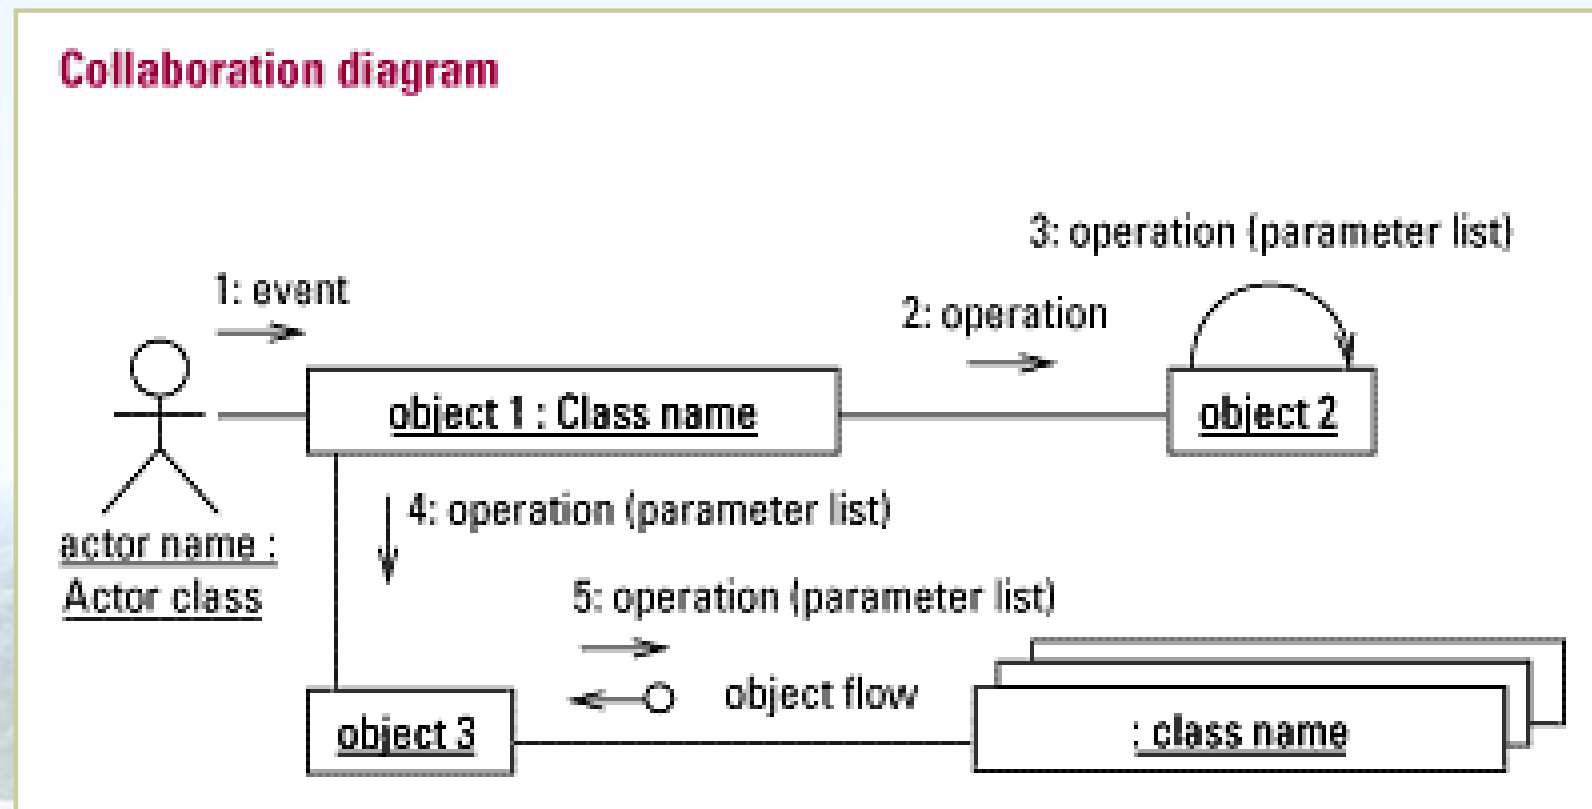 Collaboration diagram
3: operation (parameter list)
1: event
2: operation
object 1 : Class name
object 2
4: operation (parameter list)
actor name :
Actor class
5: operation (parameter list)
object flow
object 3
: class name